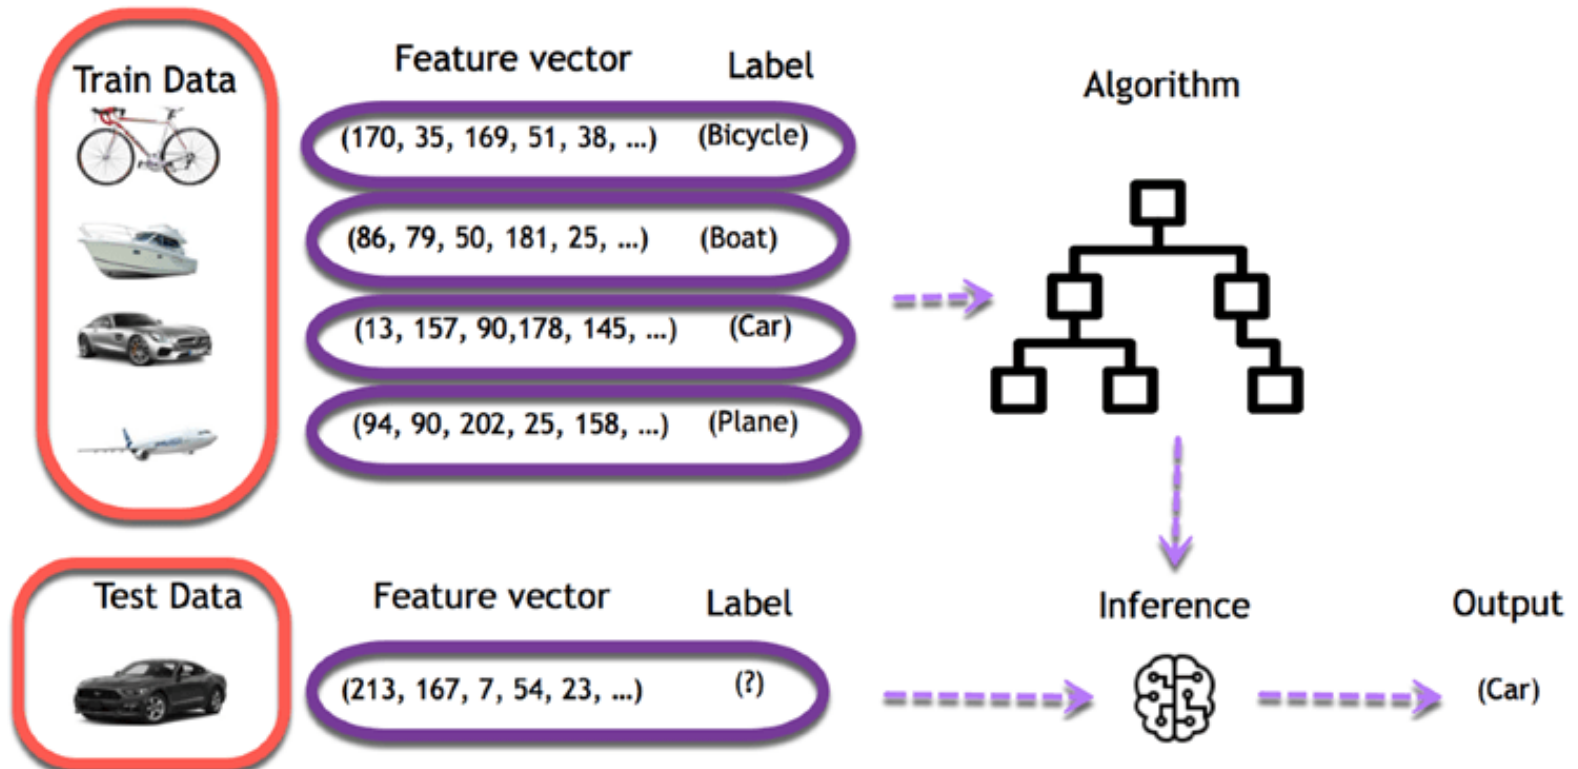 Train Data
Feature vector
Label
Algorithm
(170, 35, 169, 51, 38, ...)
(Bicycle)
(86, 79, 50, 181, 25, ...)
(Boat)
(13, 157, 90,178, 145, ...)
(Car)
(94, 90, 202, 25, 158, ...)
(Plane)
Test Data
Feature vector
Label
Inference
Output
(213, 167, 7, 54, 23, ...)
(?)
(Car)